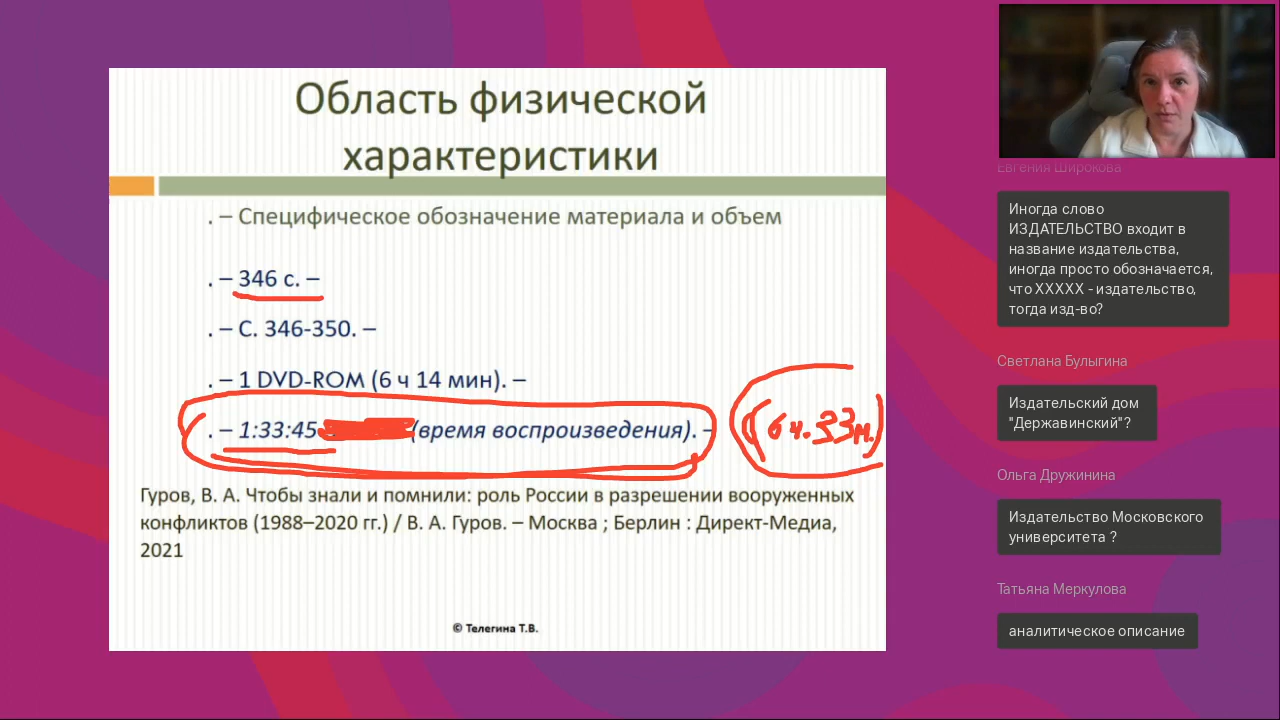 Область физической
характеристики
. – Специфическое обозначение материала и объем
. – 346 с. –
. – С. 346-350. –
. – 1 DVD-ROM (6 ч 14 мин). –
. – 1:33:45 (время воспроизведения). –
(6 ч. 33м.)
Гуров, В. А. Чтобы знали и помнили: роль России в разрешении вооруженных
конфликтов (1988–2020 гг.) / В. А. Гуров. – Москва ; Берлин : Директ-Медиа,
2021
© Телегина Т.В.
Евгения Широкова
Иногда слово
ИЗДАТЕЛЬСТВО входит в
название издательства,
иногда просто обозначается,
что ХХХХХ - издательство,
тогда изд-во?
Светлана Булыгина
Издательский дом
"Державинский"?
Ольга Дружинина
Издательство Московского
университета ?
Татьяна Меркулова
аналитическое описание